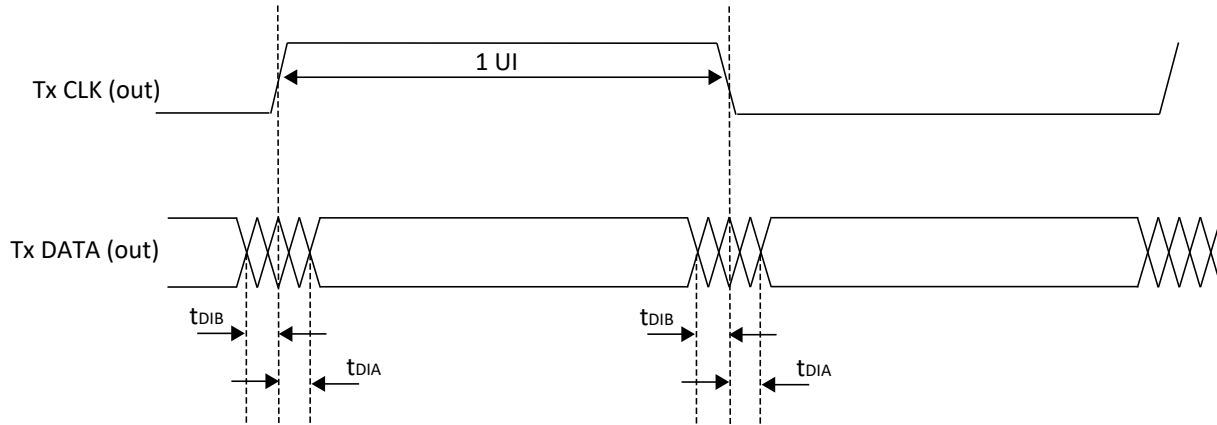 1 UI
Tx CLK (out)
Tx DATA (out)
tDIB
tDIB
tDIA
tDIA